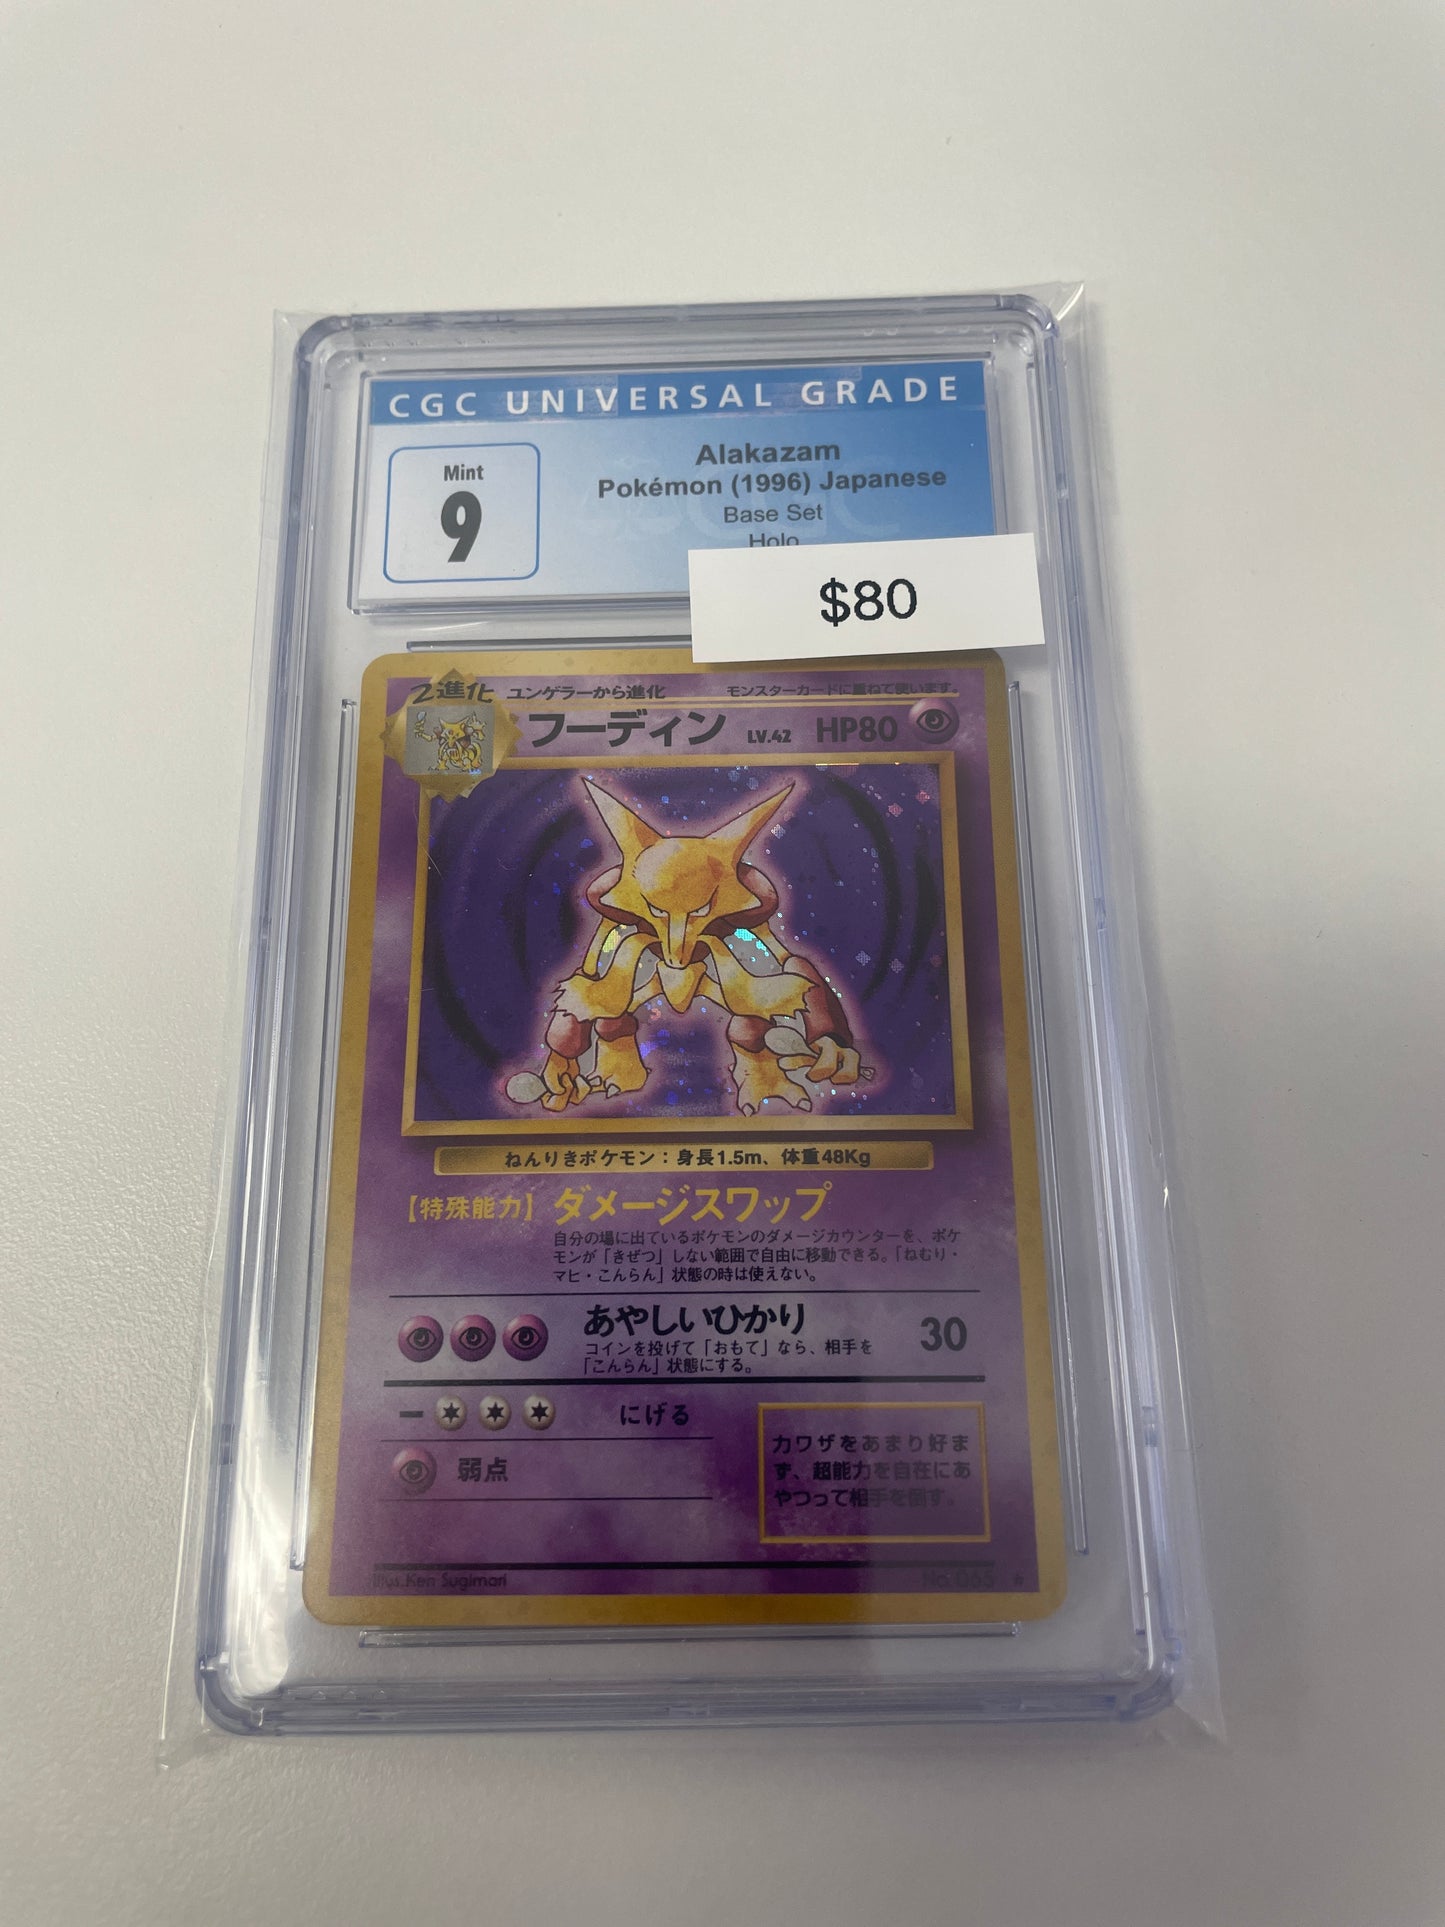 CGC UNIVERSAL GRADE
Mint
9
Alakazam
Pokémon (1996) Japanese
Base Set
Holo
$80
2進化 ユンゲラーから進化 モンスターカードに重ねて使います。
フーディン LV.42 HP80
ねんりきポケモン：身長1.5m、体重48Kg
【特殊能力】ダメージスワップ
自分の場に出ているポケモンのダメージカウンターを、ポケ
モンが「きぜつ」しない範囲で自由に移動できる。「ねむり・
マヒ・こんらん」状態の時は使えない。
あやしいひかり 30
コインを投げて「おもて」なら、相手を
「こんらん」状態にする。
にげる
弱点
力ワザをあまり好ま
ず、超能力を自在にあ
やつって相手を倒す。
Illus. Ken Sugimori No.065 ★